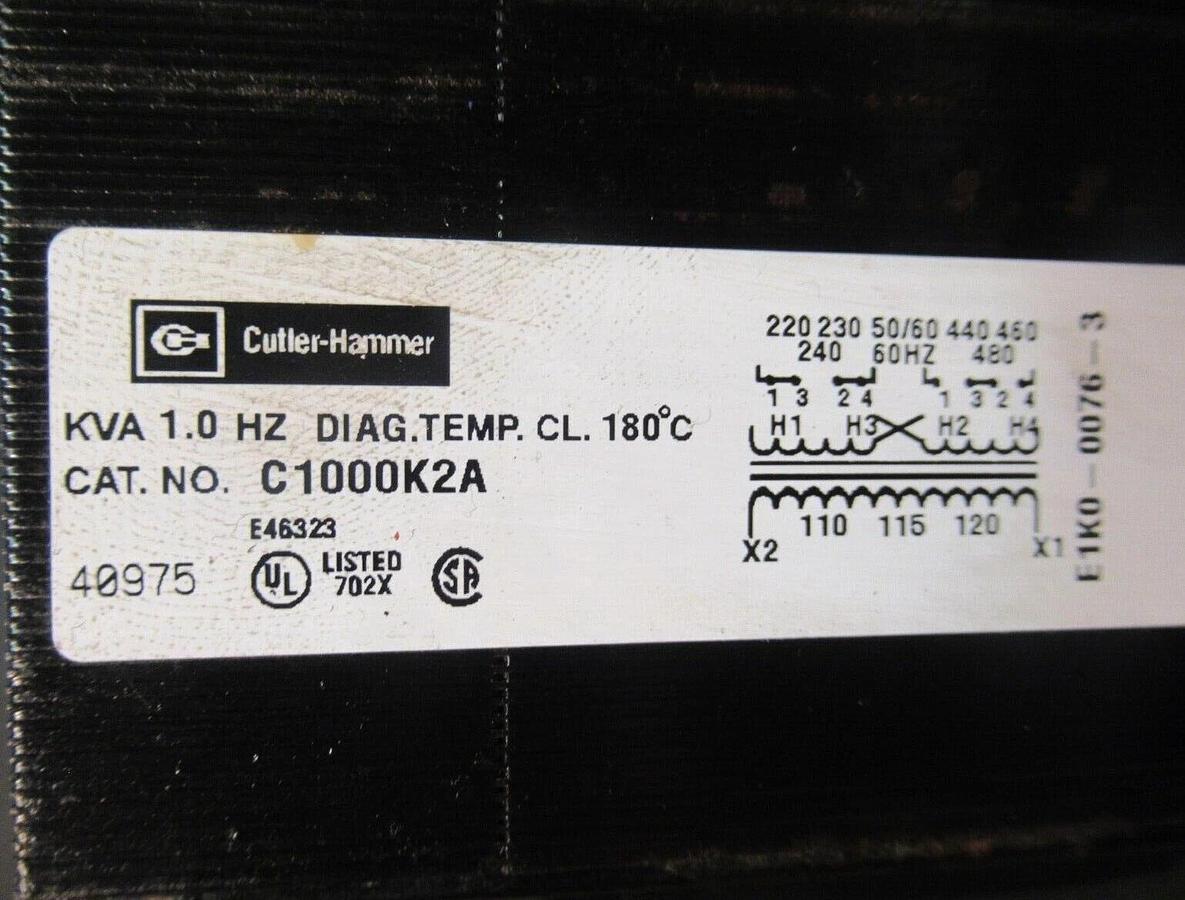 Cutler-Hammer
KVA 1.0 HZ DIAG.TEMP. CL. 180°C
CAT. NO. C1000K2A
E46323
40975 UL LISTED
702X SA
220 230 50/60 440 460
240 60HZ 480
1 3 2 4 1 3 2 4
H1 H3 H2 H4
110 115 120
X2 X1
E1K0-0076-3